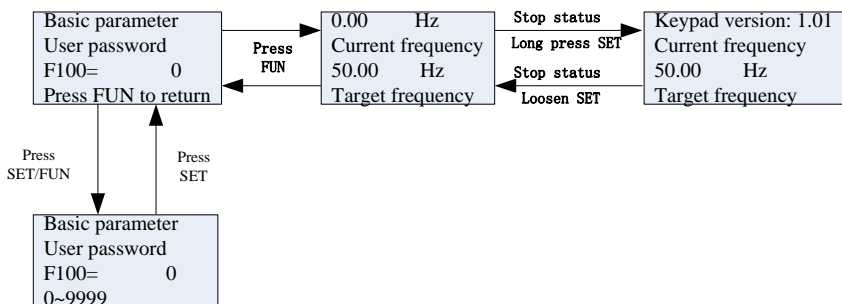 Basic parameter
User password
F100= 0
Press FUN to return
Press
FUN
0.00 Hz
Current frequency
50.00 Hz
Target frequency
Stop status
Long press SET
Stop status
Loosen SET
Keypad version: 1.01
Current frequency
50.00 Hz
Target frequency
Press
SET/FUN
Press
SET
Basic parameter
User password
F100= 0
0~9999